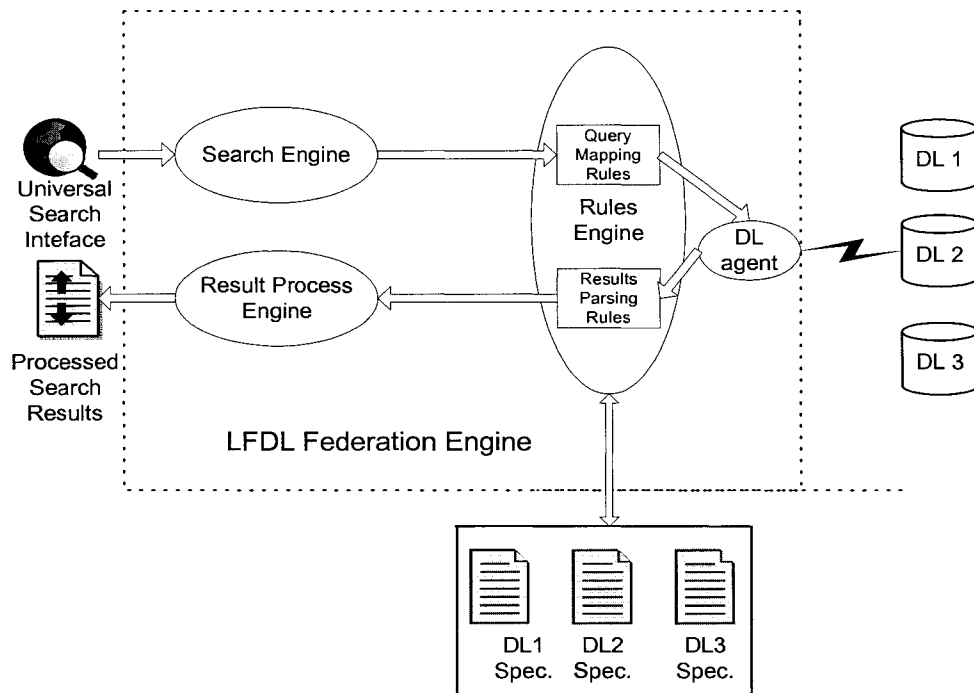 Universal
Search
Inteface
Search Engine
Query
Mapping
Rules
Rules
Engine
DL
agent
DL 1
DL 2
DL 3
Result Process
Engine
Results
Parsing
Rules
Processed
Search
Results
LFDL Federation Engine
DL1
Spec.
DL2
Spec.
DL3
Spec.